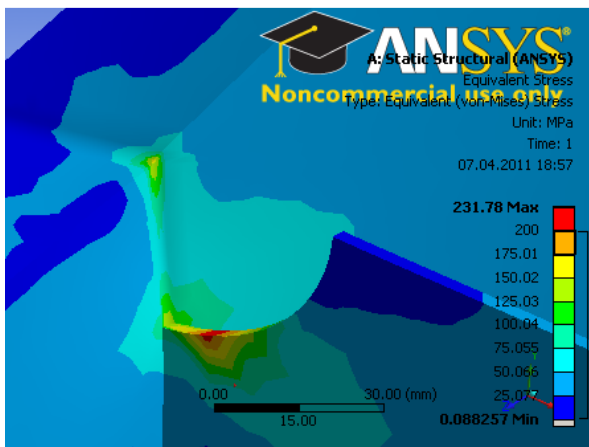 ANSYS®
Noncommercial use only
A: Static Structural (ANSYS)
Equivalent Stress
Type: Equivalent (von-Mises) Stress
Unit: MPa
Time: 1
07.04.2011 18:57
231.78 Max
200
175.01
150.02
125.03
100.04
75.055
50.066
25.077
0.088257 Min
0.00
30.00 (mm)
15.00